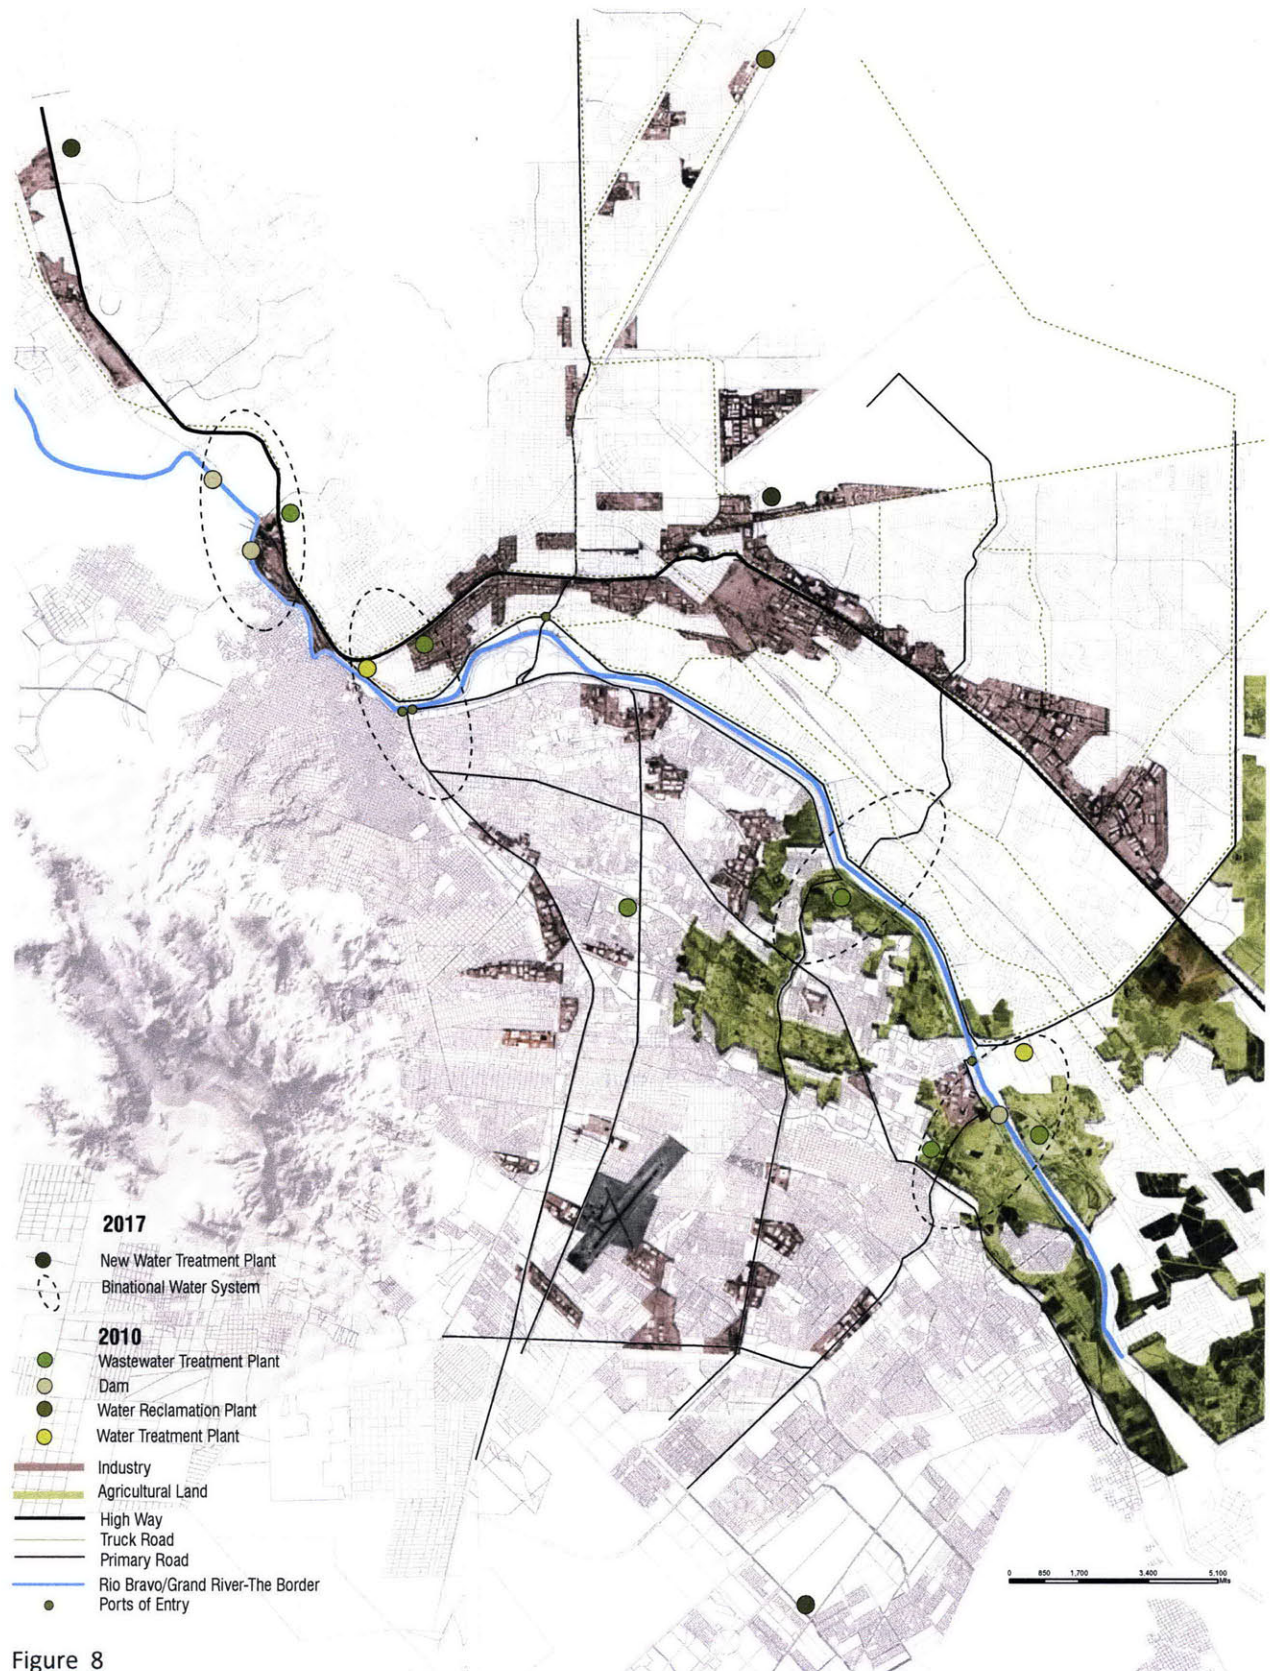 2017
New Water Treatment Plant
Binational Water System
2010
Wastewater Treatment Plant
Dam
Water Reclamation Plant
Water Treatment Plant
Industry
Agricultural Land
High Way
Truck Road
Primary Road
Rio Bravo/Grand River-The Border
Ports of Entry
0 850 1,700 3,400 5,100
Mts
Figure 8